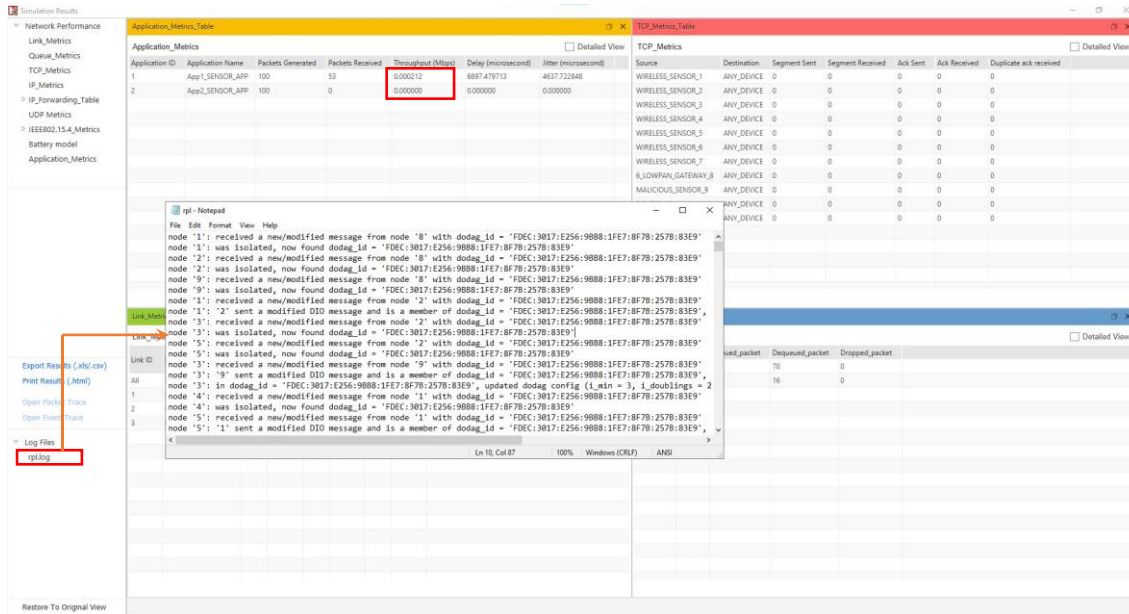 Simulation Results
Network Performance
Link_Metrics
Queue_Metrics
TCP_Metrics
IP_Metrics
IP_Forwarding_Table
UDP Metrics
IEEE802.15.4_Metrics
Battery model
Application_Metrics
Export Results (.xls/.csv)
Print Results (.html)
Open Packet Trace
Open Event Trace
Log Files
rpl.log
Restore To Original View
Application_Metrics_Table
Application_Metrics Detailed View
Application ID Application Name Packets Generated Packets Received Throughput (Mbps) Delay (microsecond) Jitter (microsecond)
1 App1_SENSOR_APP 100 53 0.000212 6897.479713 4637.722848
2 App2_SENSOR_APP 100 0 0.000000 0.000000 0.000000
TCP_Metrics_Table
TCP_Metrics Detailed View
Source Destination Segment Sent Segment Received Ack Sent Ack Received Duplicate ack received
WIRELESS_SENSOR_1 ANY_DEVICE 0 0 0 0 0
WIRELESS_SENSOR_2 ANY_DEVICE 0 0 0 0 0
WIRELESS_SENSOR_3 ANY_DEVICE 0 0 0 0 0
WIRELESS_SENSOR_4 ANY_DEVICE 0 0 0 0 0
WIRELESS_SENSOR_5 ANY_DEVICE 0 0 0 0 0
WIRELESS_SENSOR_6 ANY_DEVICE 0 0 0 0 0
WIRELESS_SENSOR_7 ANY_DEVICE 0 0 0 0 0
6_LOWPAN_GATEWAY_8 ANY_DEVICE 0 0 0 0 0
MALICIOUS_SENSOR_9 ANY_DEVICE 0 0 0 0 0
ANY_DEVICE 0 0 0 0 0
ANY_DEVICE 0 0 0 0 0
rpl - Notepad
File Edit Format View Help
node '1': received a new/modified message from node '8' with dodag_id = 'FDEC:3017:E256:9BB8:1FE7:8F7B:257B:83E9'
node '1': was isolated, now found dodag_id = 'FDEC:3017:E256:9BB8:1FE7:8F7B:257B:83E9'
node '2': received a new/modified message from node '8' with dodag_id = 'FDEC:3017:E256:9BB8:1FE7:8F7B:257B:83E9'
node '2': was isolated, now found dodag_id = 'FDEC:3017:E256:9BB8:1FE7:8F7B:257B:83E9'
node '9': received a new/modified message from node '8' with dodag_id = 'FDEC:3017:E256:9BB8:1FE7:8F7B:257B:83E9'
node '9': was isolated, now found dodag_id = 'FDEC:3017:E256:9BB8:1FE7:8F7B:257B:83E9'
node '1': received a new/modified message from node '2' with dodag_id = 'FDEC:3017:E256:9BB8:1FE7:8F7B:257B:83E9'
node '1': '2' sent a modified DIO message and is a member of dodag_id = 'FDEC:3017:E256:9BB8:1FE7:8F7B:257B:83E9',
node '3': received a new/modified message from node '2' with dodag_id = 'FDEC:3017:E256:9BB8:1FE7:8F7B:257B:83E9'
node '3': was isolated, now found dodag_id = 'FDEC:3017:E256:9BB8:1FE7:8F7B:257B:83E9'
node '5': received a new/modified message from node '2' with dodag_id = 'FDEC:3017:E256:9BB8:1FE7:8F7B:257B:83E9'
node '5': was isolated, now found dodag_id = 'FDEC:3017:E256:9BB8:1FE7:8F7B:257B:83E9'
node '3': received a new/modified message from node '9' with dodag_id = 'FDEC:3017:E256:9BB8:1FE7:8F7B:257B:83E9'
node '3': '9' sent a modified DIO message and is a member of dodag_id = 'FDEC:3017:E256:9BB8:1FE7:8F7B:257B:83E9',
node '3': in dodag_id = 'FDEC:3017:E256:9BB8:1FE7:8F7B:257B:83E9', updated dodag config (i_min = 3, i_doublings = 2
node '4': received a new/modified message from node '1' with dodag_id = 'FDEC:3017:E256:9BB8:1FE7:8F7B:257B:83E9'
node '4': was isolated, now found dodag_id = 'FDEC:3017:E256:9BB8:1FE7:8F7B:257B:83E9'
node '5': received a new/modified message from node '1' with dodag_id = 'FDEC:3017:E256:9BB8:1FE7:8F7B:257B:83E9'
node '5': '1' sent a modified DIO message and is a member of dodag_id = 'FDEC:3017:E256:9BB8:1FE7:8F7B:257B:83E9',
Ln 10, Col 87 100% Windows (CRLF) ANSI
Link ID
All
1
2
3
Detailed View
Dequeued_packet Dropped_packet
70 0
16 0